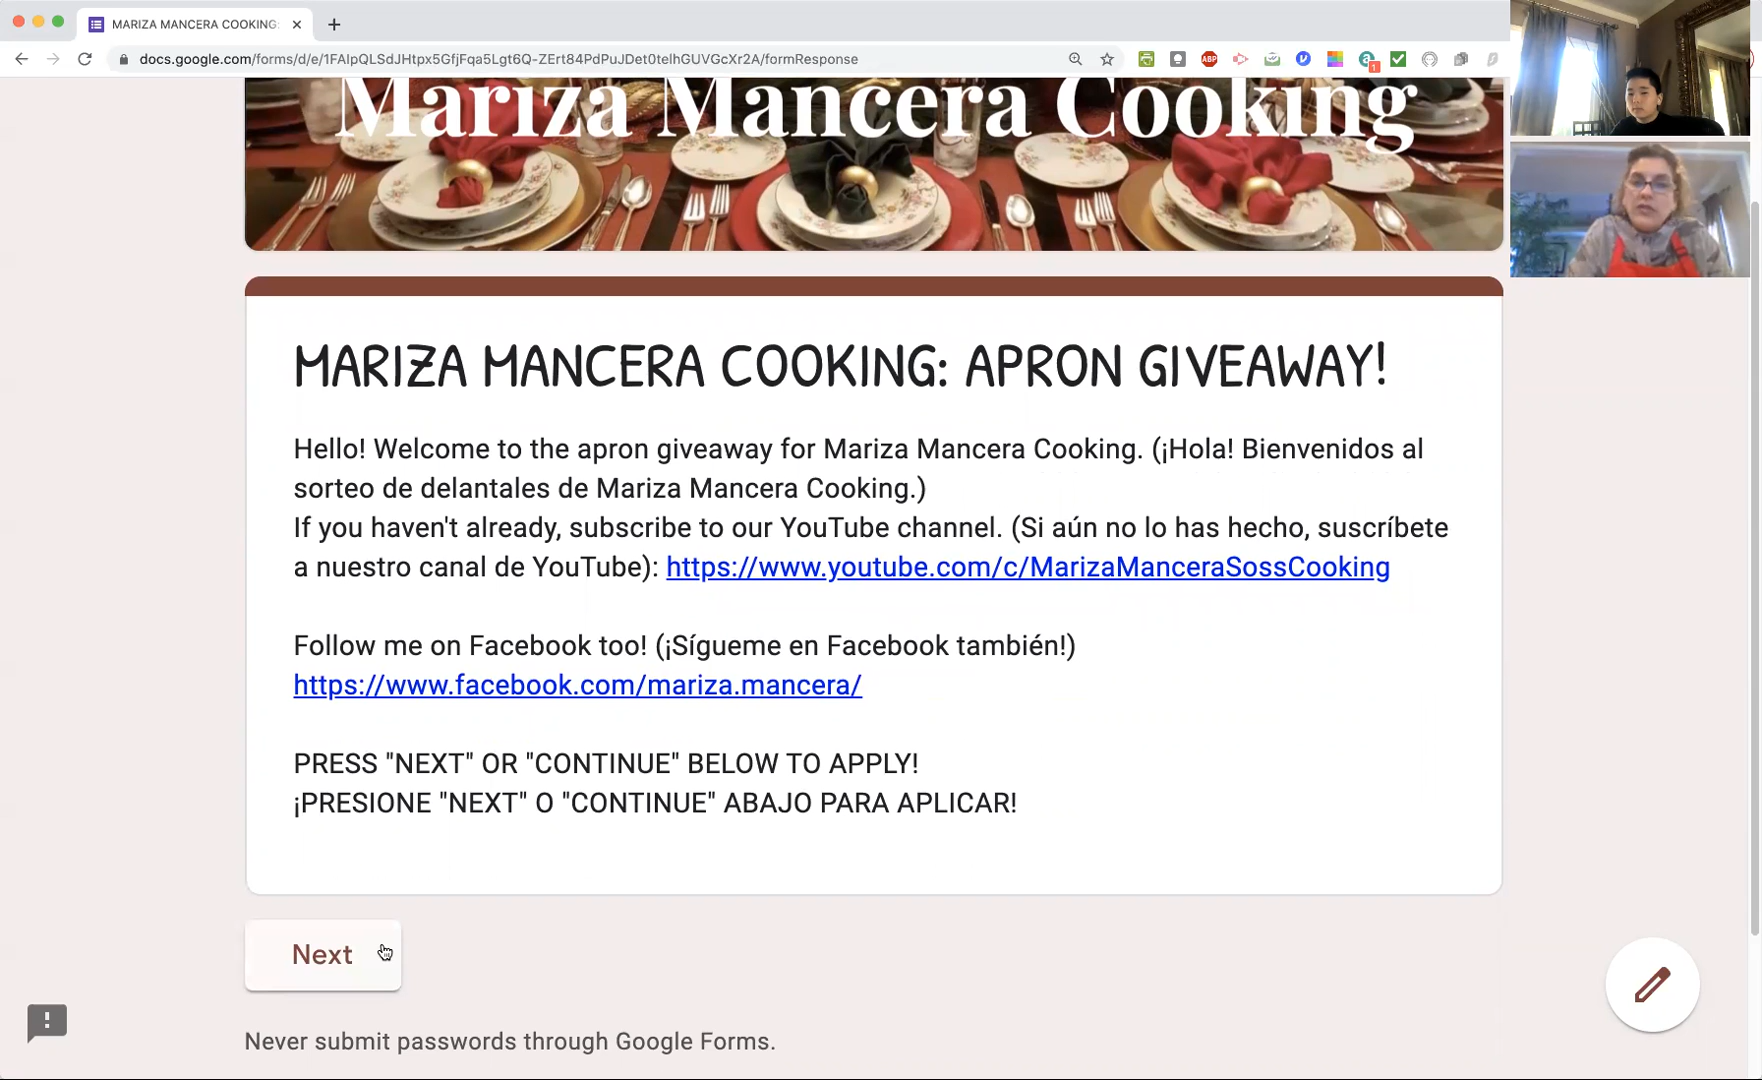 MARIZA MANCERA COOKING:
docs.google.com/forms/d/e/1FAIpQLSdJHtpx5GfjFqa5Lgt6Q-ZErt84PdPuJDet0telhGUVGcXr2A/formResponse
ABP
1
Mariza Mancera Cooking
MARIZA MANCERA COOKING: APRON GIVEAWAY!
Hello! Welcome to the apron giveaway for Mariza Mancera Cooking. (¡Hola! Bienvenidos al
sorteo de delantales de Mariza Mancera Cooking.)
If you haven't already, subscribe to our YouTube channel. (Si aún no lo has hecho, suscríbete
a nuestro canal de YouTube): https://www.youtube.com/c/MarizaManceraSossCooking
Follow me on Facebook too! (¡Sígueme en Facebook también!)
https://www.facebook.com/mariza.mancera/
PRESS "NEXT" OR "CONTINUE" BELOW TO APPLY!
¡PRESIONE "NEXT" O "CONTINUE" ABAJO PARA APLICAR!
Next
Never submit passwords through Google Forms.